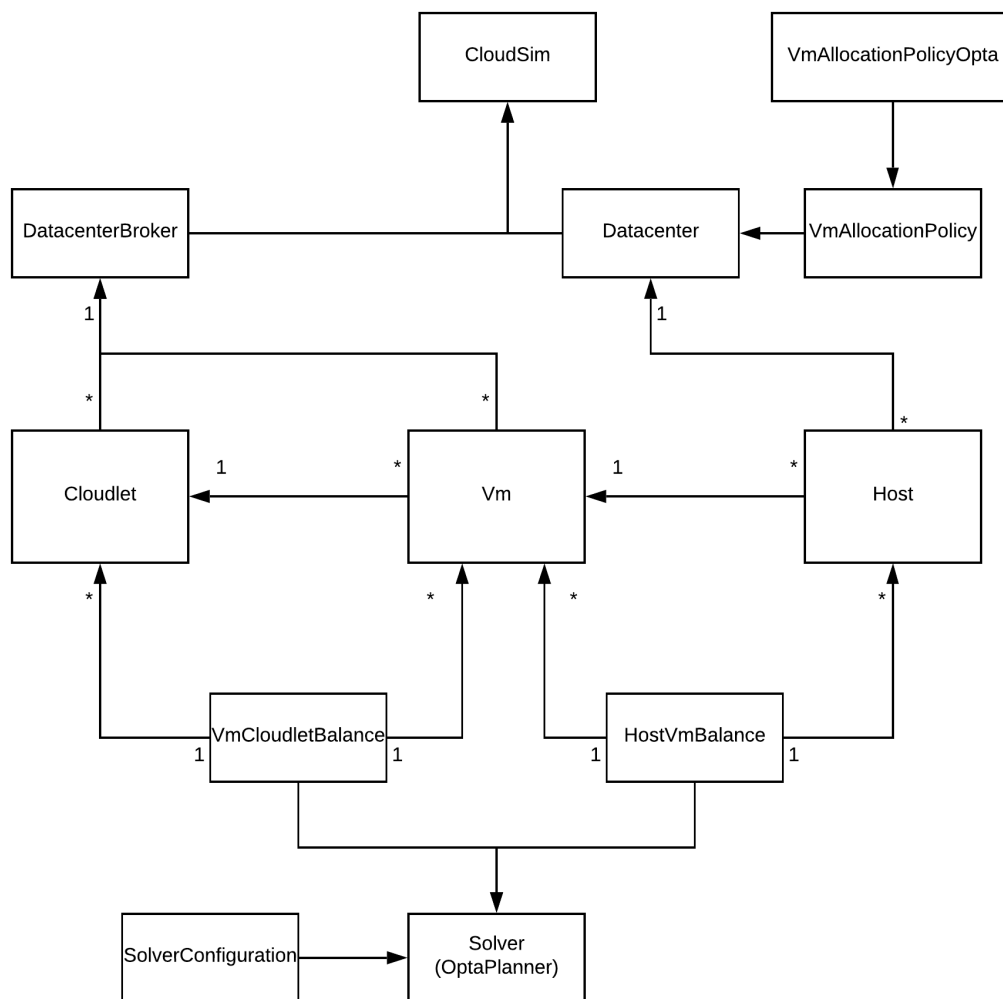 CloudSim
VmAllocationPolicyOpta
DatacenterBroker
Datacenter
VmAllocationPolicy
1
1
*
*
*
Cloudlet
1
*
Vm
1
*
Host
*
*
*
*
VmCloudletBalance
HostVmBalance
1
1
1
1
SolverConfiguration
Solver
(OptaPlanner)